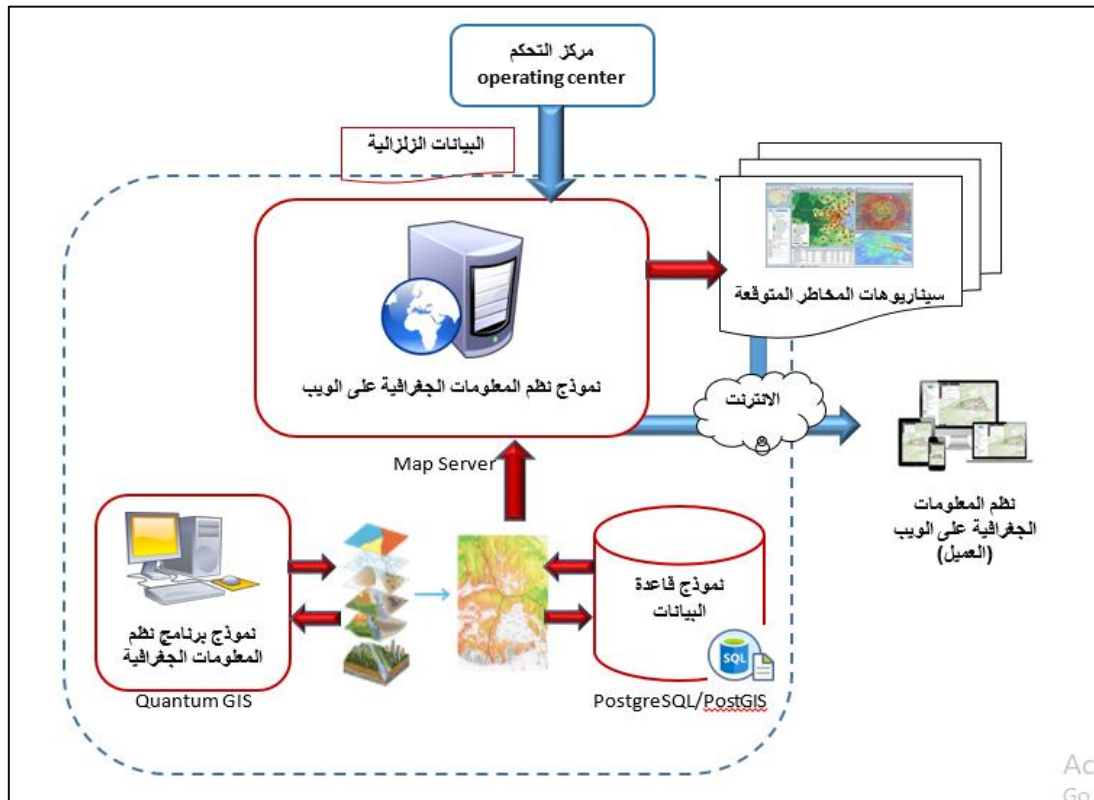 مركز التحكم
operating center
البيانات الزلزالية
سيناريوهات المخاطر المتوقعة
نموذج نظم المعلومات الجغرافية على الويب
الانترنت
Map Server
نظم المعلومات
الجغرافية على الويب
(العميل)
نموذج قاعدة
البيانات
SQL
نموذج برنامج نظم
المعلومات الجغرافية
Quantum GIS
PostgreSQL/PostGIS
Ac
Go